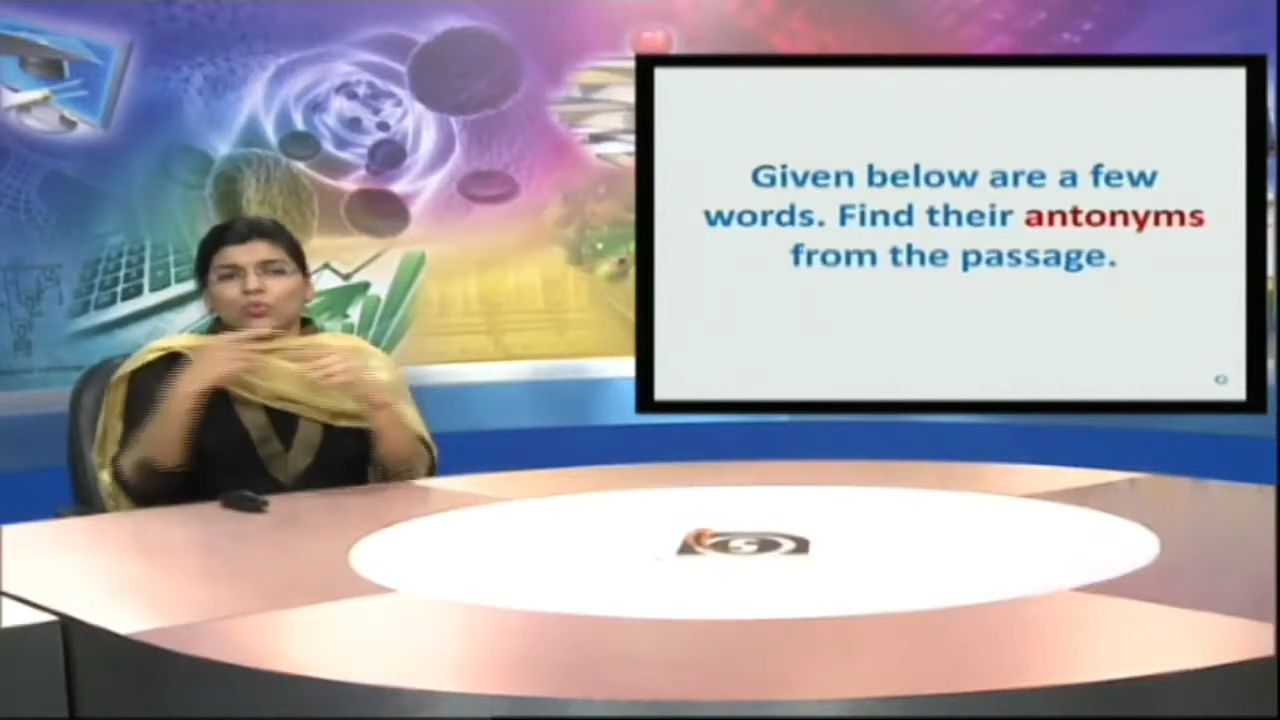 Given below are a few
words. Find their antonyms
from the passage.